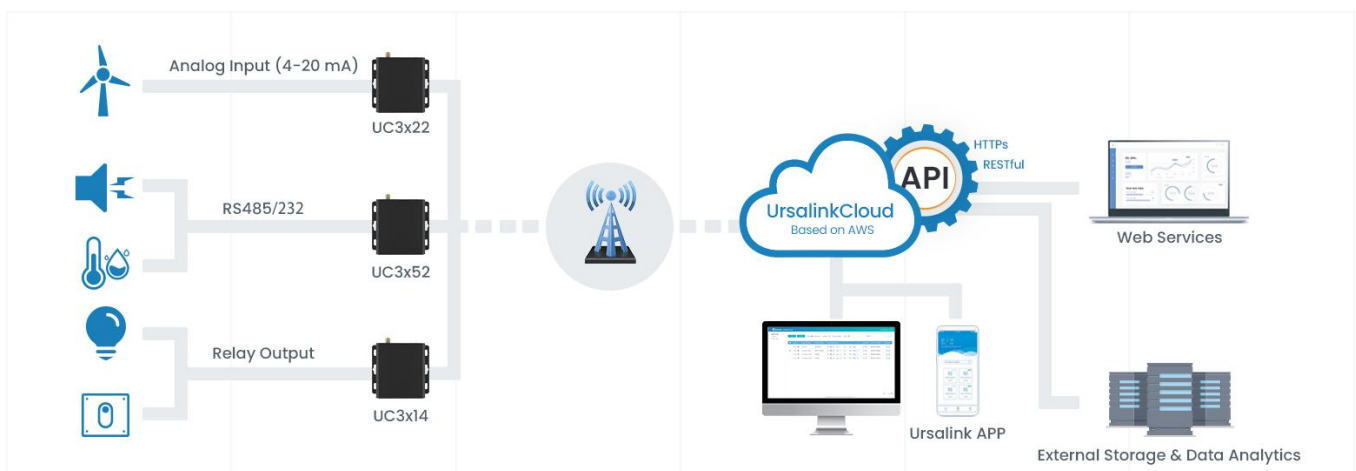 Analog Input (4-20 mA)
UC3x22
RS485/232
UC3x52
Relay Output
UC3x14
UrsalinkCloud
Based on AWS
API
HTTPs
RESTful
Web Services
Ursalink APP
External Storage & Data Analytics